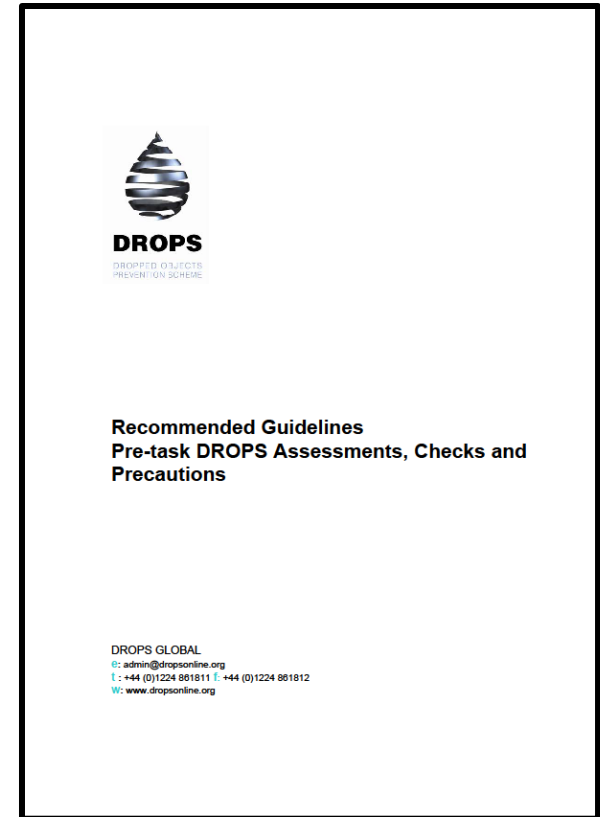 DROPS
DROPPED OBJECTS
PREVENTION SCHEME
Recommended Guidelines
Pre-task DROPS Assessments, Checks and
Precautions
DROPS GLOBAL
e: admin@dropsonline.org
t : +44 (0)1224 861811 f: +44 (0)1224 861812
w: www.dropsonline.org